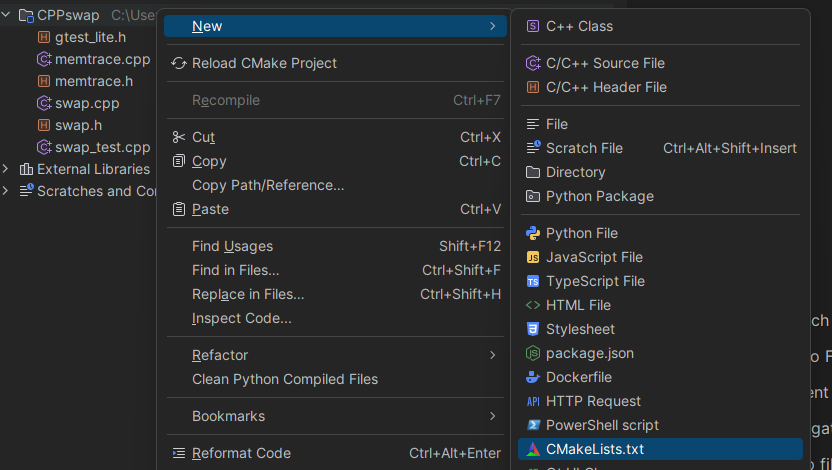 CPPswap C:\User
gtest_lite.h
memtrace.cpp
memtrace.h
swap.cpp
swap.h
swap_test.cpp
External Libraries
Scratches and Con
New
Reload CMake Project
Recompile Ctrl+F7
Cut Ctrl+X
Copy Ctrl+C
Copy Path/Reference...
Paste Ctrl+V
Find Usages Shift+F12
Find in Files... Ctrl+Shift+F
Replace in Files... Ctrl+Shift+H
Inspect Code...
Refactor
Clean Python Compiled Files
Bookmarks
Reformat Code Ctrl+Alt+Enter
C++ Class
C/C++ Source File
C/C++ Header File
File
Scratch File Ctrl+Alt+Shift+Insert
Directory
Python Package
Python File
JavaScript File
TypeScript File
HTML File
Stylesheet
package.json
Dockerfile
API HTTP Request
PowerShell script
CMakeLists.txt
ch
o F
ent
gat